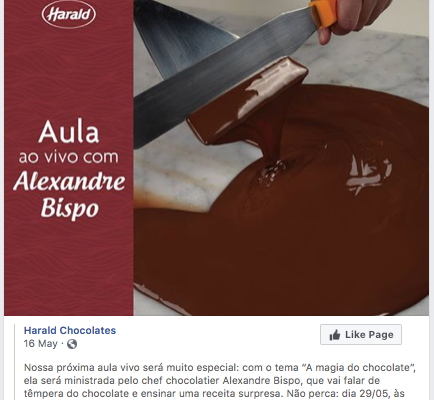 Harald
Aula
ao vivo com
Alexandre
Bispo
Harald Chocolates
16 May ·
Like Page
Nossa próxima aula vivo será muito especial: com o tema "A magia do chocolate",
ela será ministrada pelo chef chocolatier Alexandre Bispo, que vai falar de
têmpera do chocolate e ensinar uma receita surpresa. Não perca: dia 29/05, às